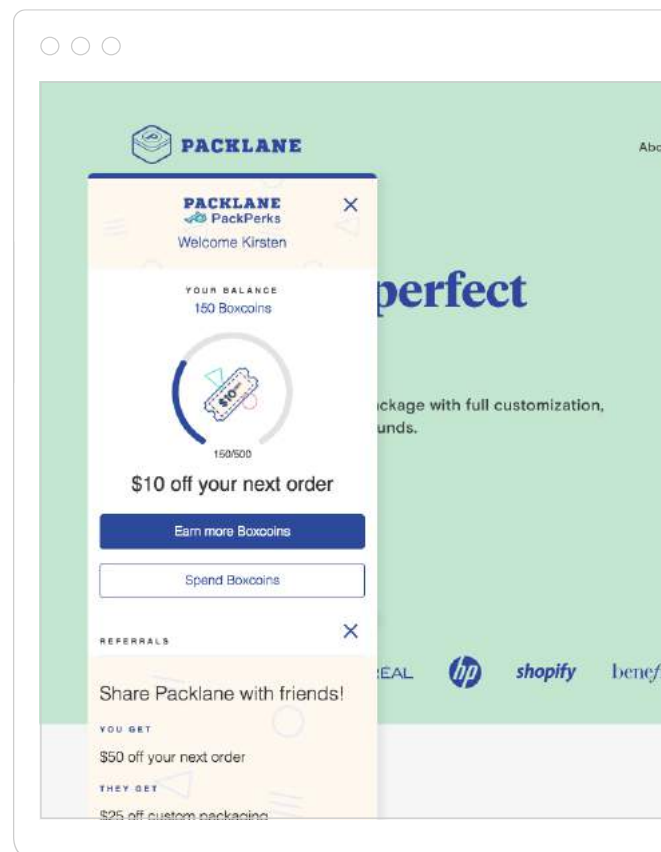 PACKLANE
Abo
PACKLANE
PackPerks
Welcome Kirsten
YOUR BALANCE
150 Boxcoins
$10
150/500
$10 off your next order
Earn more Boxcoins
Spend Boxcoins
REFERRALS
Share Packlane with friends!
YOU GET
$50 off your next order
THEY GET
$25 off custom packaging
perfect
ckage with full customization,
unds.
EAL
hp
shopify
benef